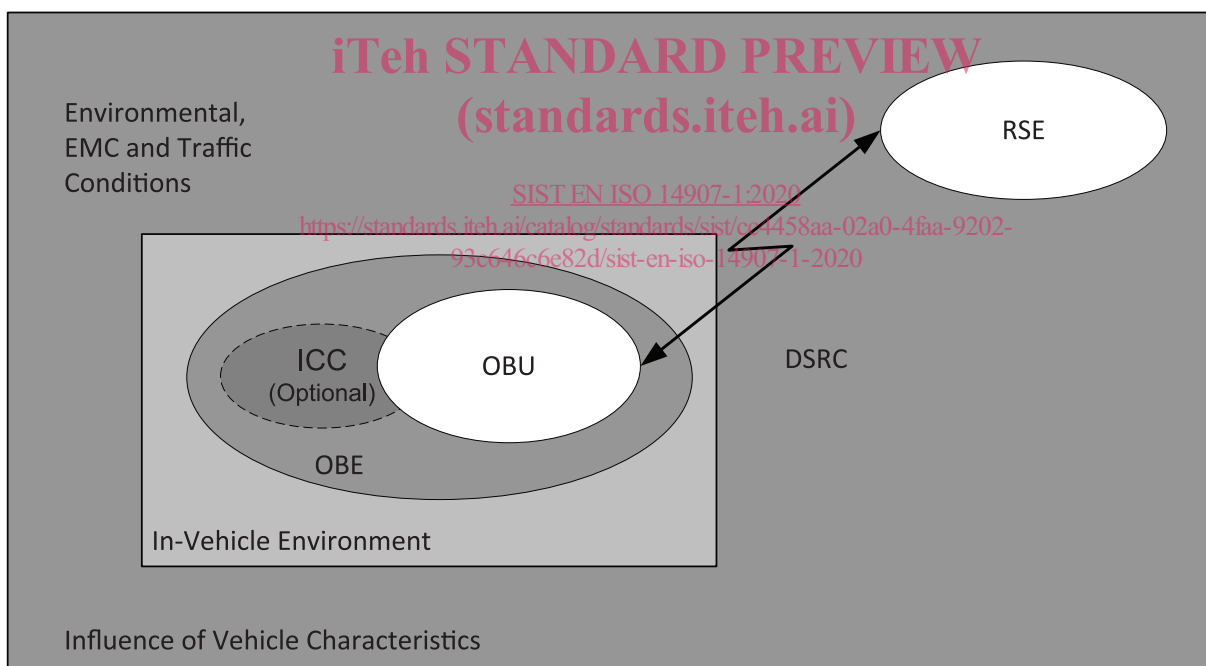 iTeh STANDARD PREVIEW
(standards.iteh.ai)
Environmental,
EMC and Traffic
Conditions
RSE
SIST EN ISO 14907-1:2020
https://standards.iteh.ai/catalog/standards/sist/cc4458aa-02a0-4faa-9202-
93c646c6e82d/sist-en-iso-14907-1-2020
ICC
(Optional)
OBU
DSRC
OBE
In-Vehicle Environment
Influence of Vehicle Characteristics